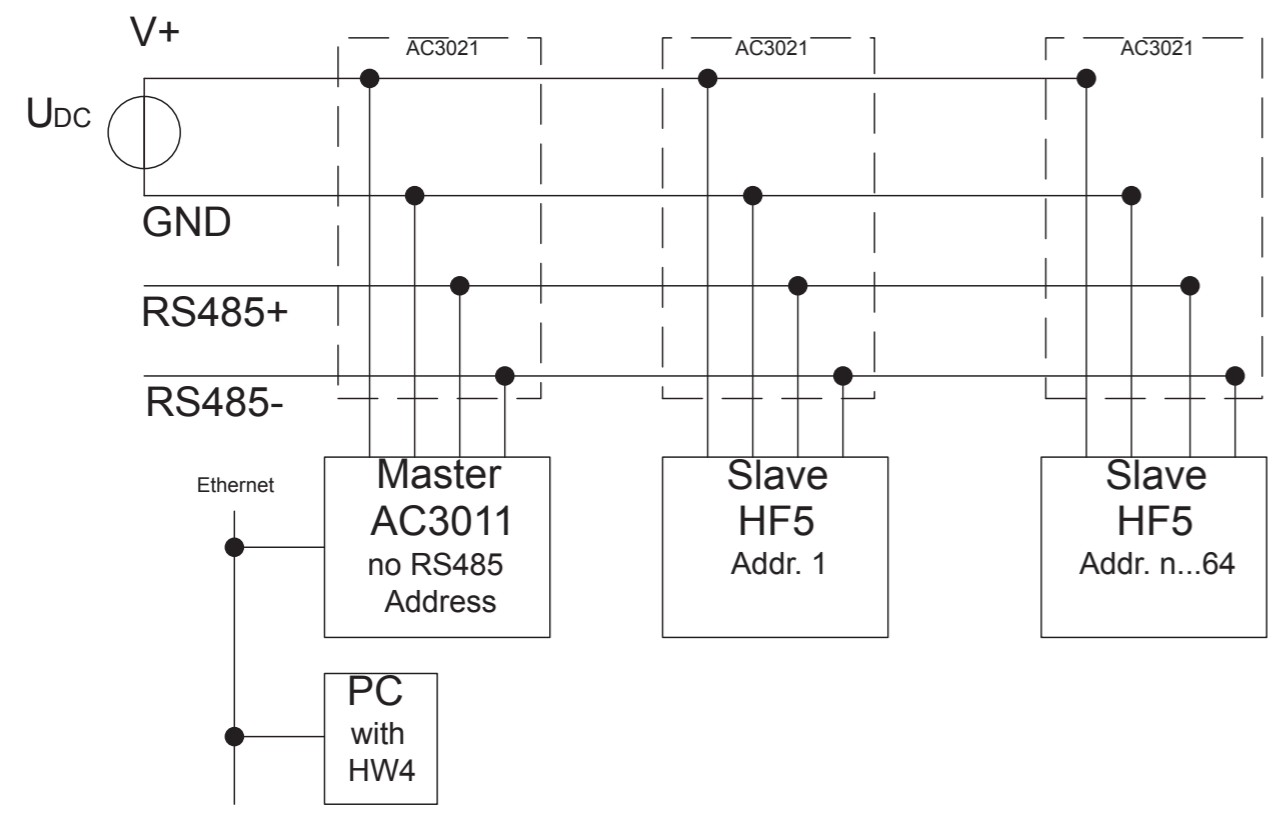 V+
AC3021
AC3021
AC3021
UDC
GND
RS485+
RS485-
Ethernet
Master
AC3011
no RS485
Address
Slave
HF5
Addr. 1
Slave
HF5
Addr. n...64
PC
with
HW4